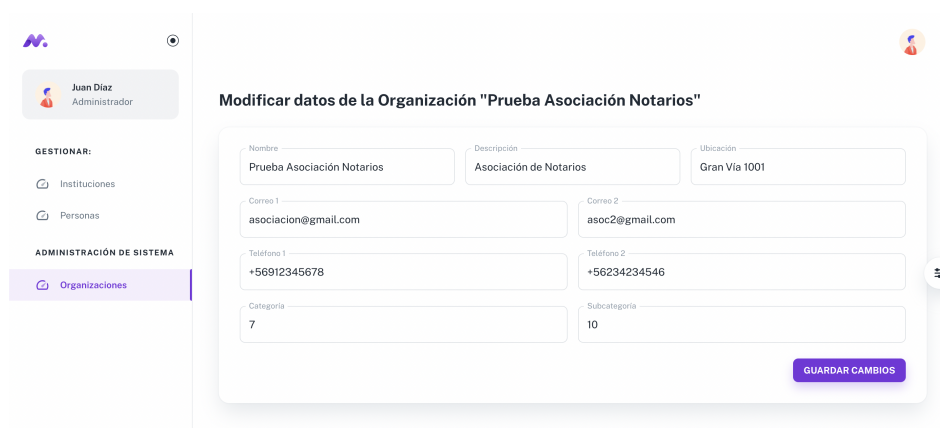 Juan Díaz
Administrador
GESTIONAR:
Instituciones
Personas
ADMINISTRACIÓN DE SISTEMA
Organizaciones
Modificar datos de la Organización "Prueba Asociación Notarios"
Nombre
Prueba Asociación Notarios
Descripción
Asociación de Notarios
Ubicación
Gran Vía 1001
Correo 1
asociacion@gmail.com
Correo 2
asoc2@gmail.com
Teléfono 1
+56912345678
Teléfono 2
+56234234546
Categoría
7
Subcategoría
10
GUARDAR CAMBIOS